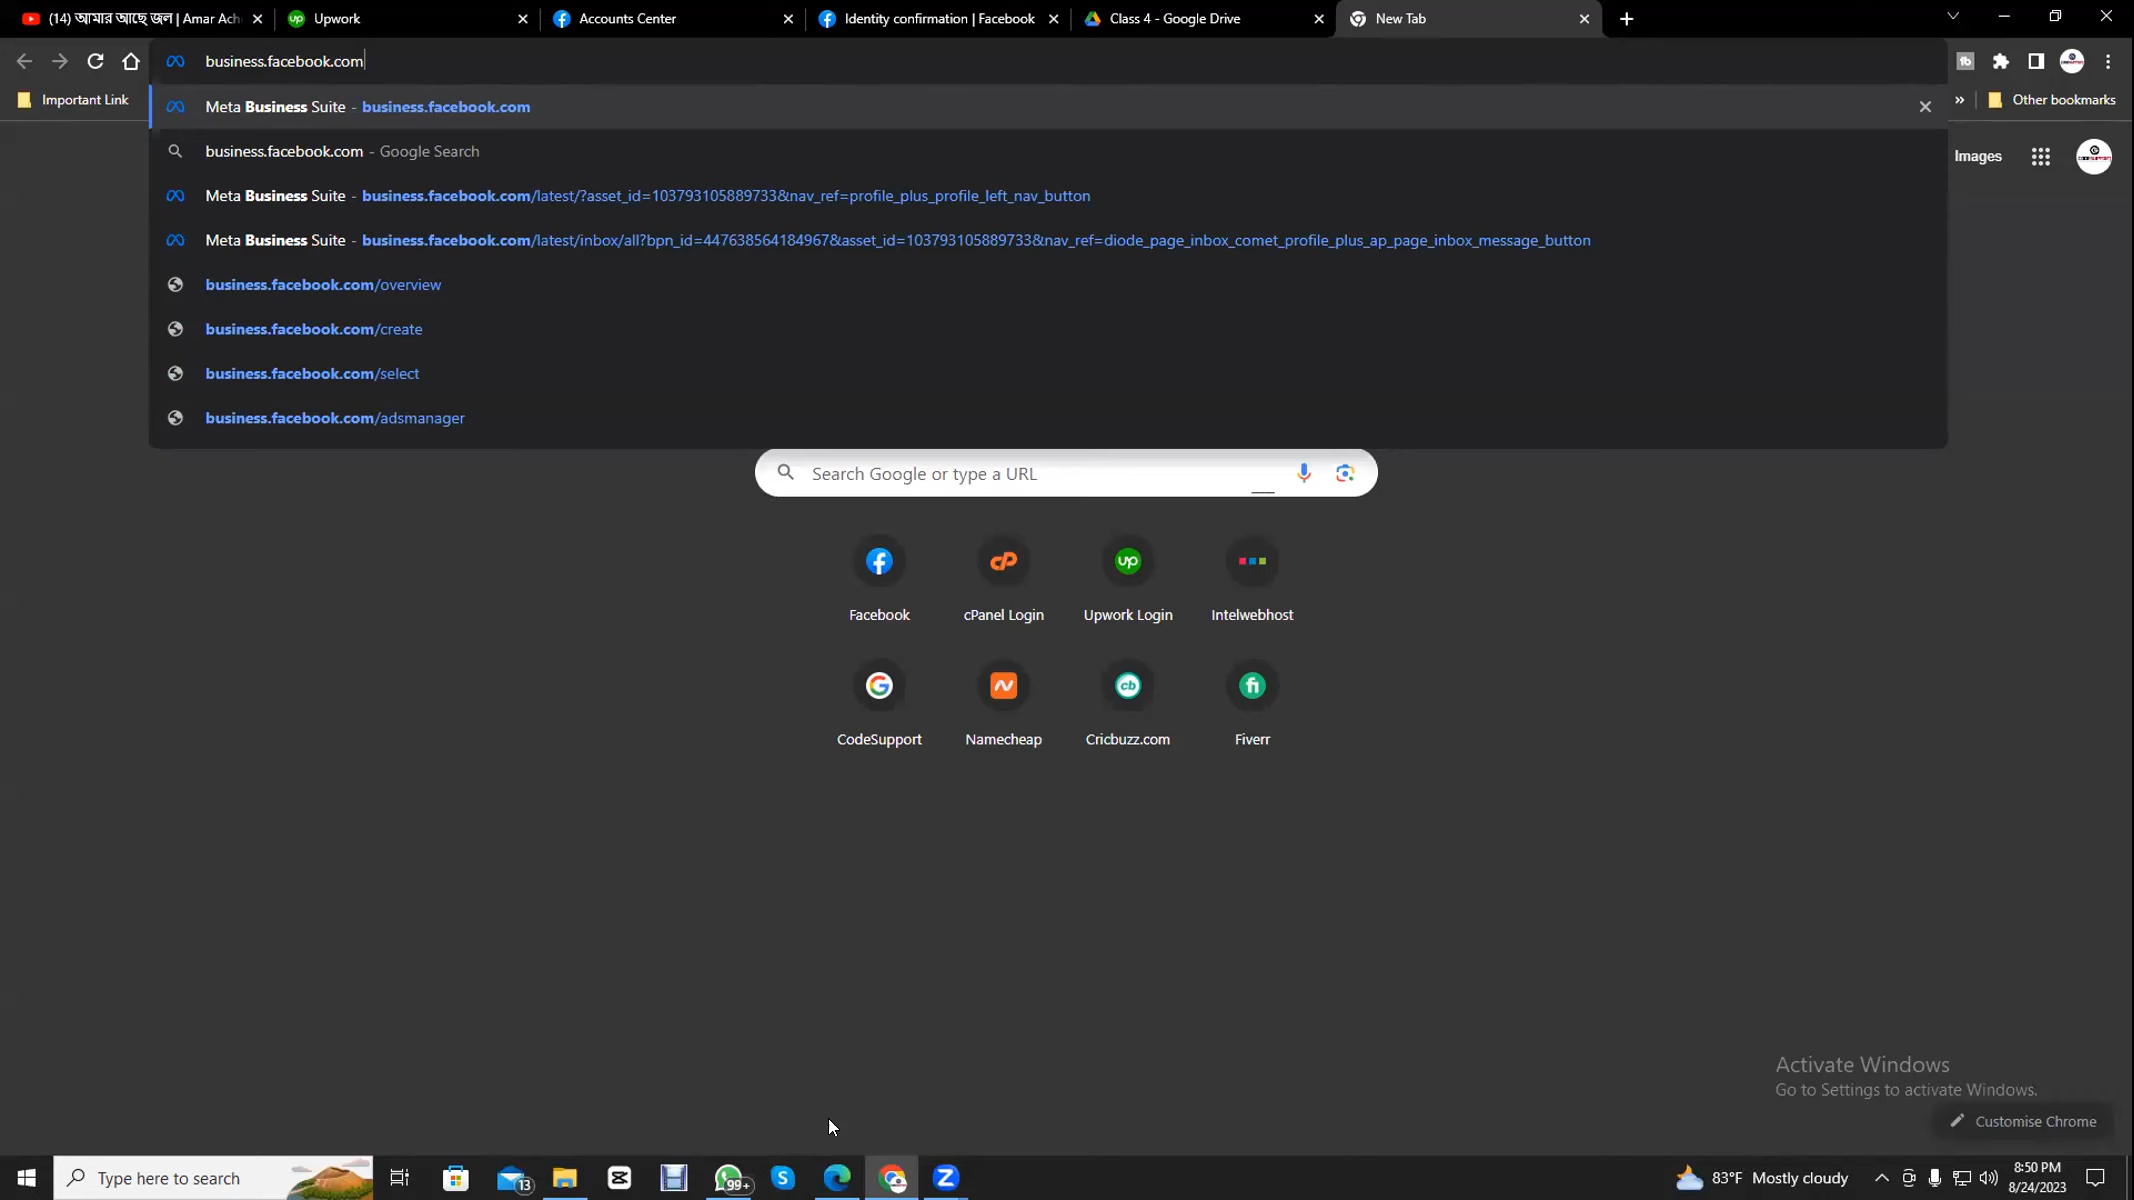 (14) আমার আছে জল | Amar Ach
Upwork
Accounts Center
Identity confirmation | Facebook
Class 4 - Google Drive
New Tab
business.facebook.com
Important Link
Meta Business Suite - business.facebook.com
Other bookmarks
business.facebook.com - Google Search
Images
Meta Business Suite - business.facebook.com/latest/?asset_id=103793105889733&nav_ref=profile_plus_profile_left_nav_button
Meta Business Suite - business.facebook.com/latest/inbox/all?bpn_id=447638564184967&asset_id=103793105889733&nav_ref=diode_page_inbox_comet_profile_plus_ap_page_inbox_message_button
business.facebook.com/overview
business.facebook.com/create
business.facebook.com/select
business.facebook.com/adsmanager
Search Google or type a URL
Facebook
cPanel Login
Upwork Login
Intelwebhost
CodeSupport
Namecheap
Cricbuzz.com
Fiverr
Activate Windows
Go to Settings to activate Windows.
Customise Chrome
Type here to search
13
99+
83°F Mostly cloudy
8:50 PM
8/24/2023